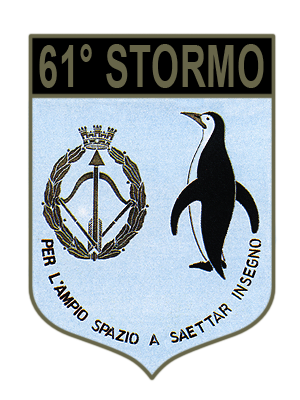 61° STORMO
PER L'AMPIO SPAZIO A SAETTAR INSEGNO